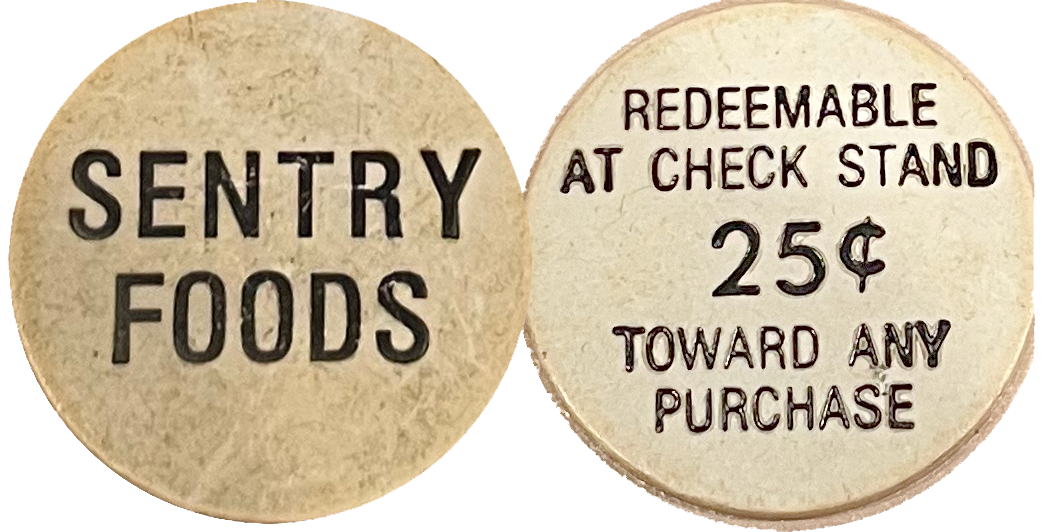 SENTRY
FOODS
REDEEMABLE
AT CHECK STAND
25¢
TOWARD ANY
PURCHASE